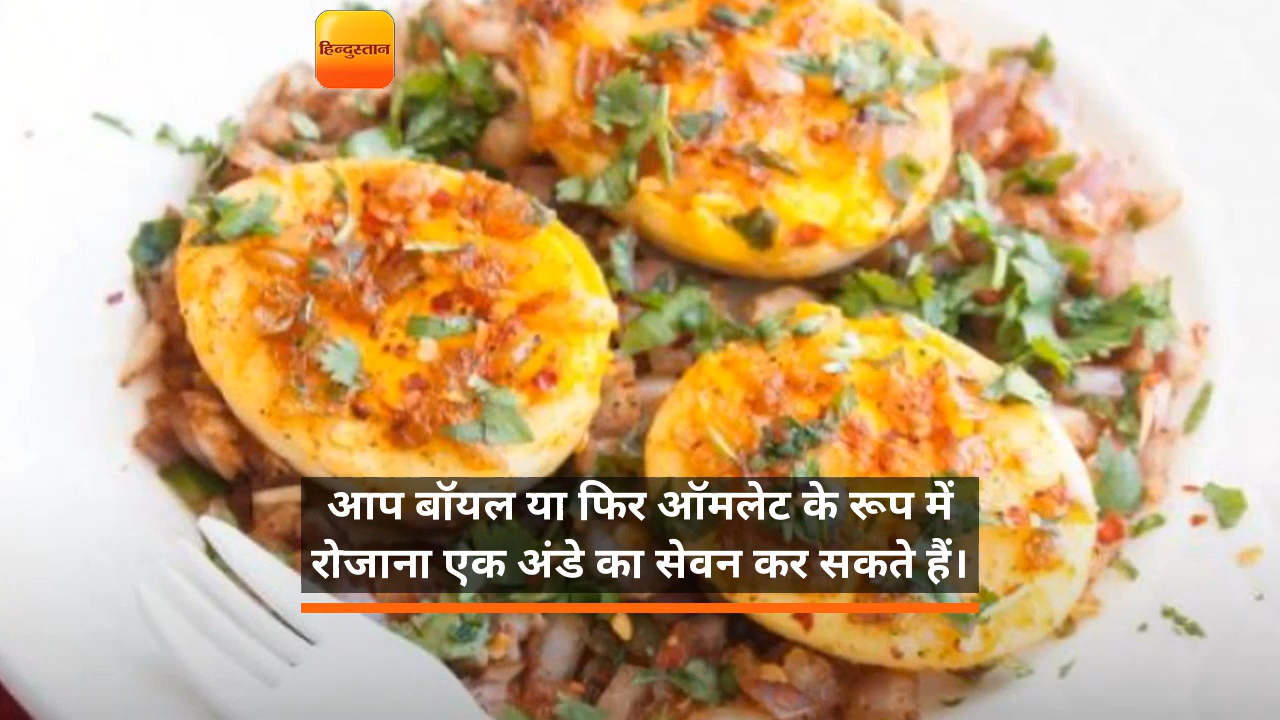 हिन्दुस्तान
आप बॉयल या फिर ऑमलेट के रूप में
रोजाना एक अंडे का सेवन कर सकते हैं।